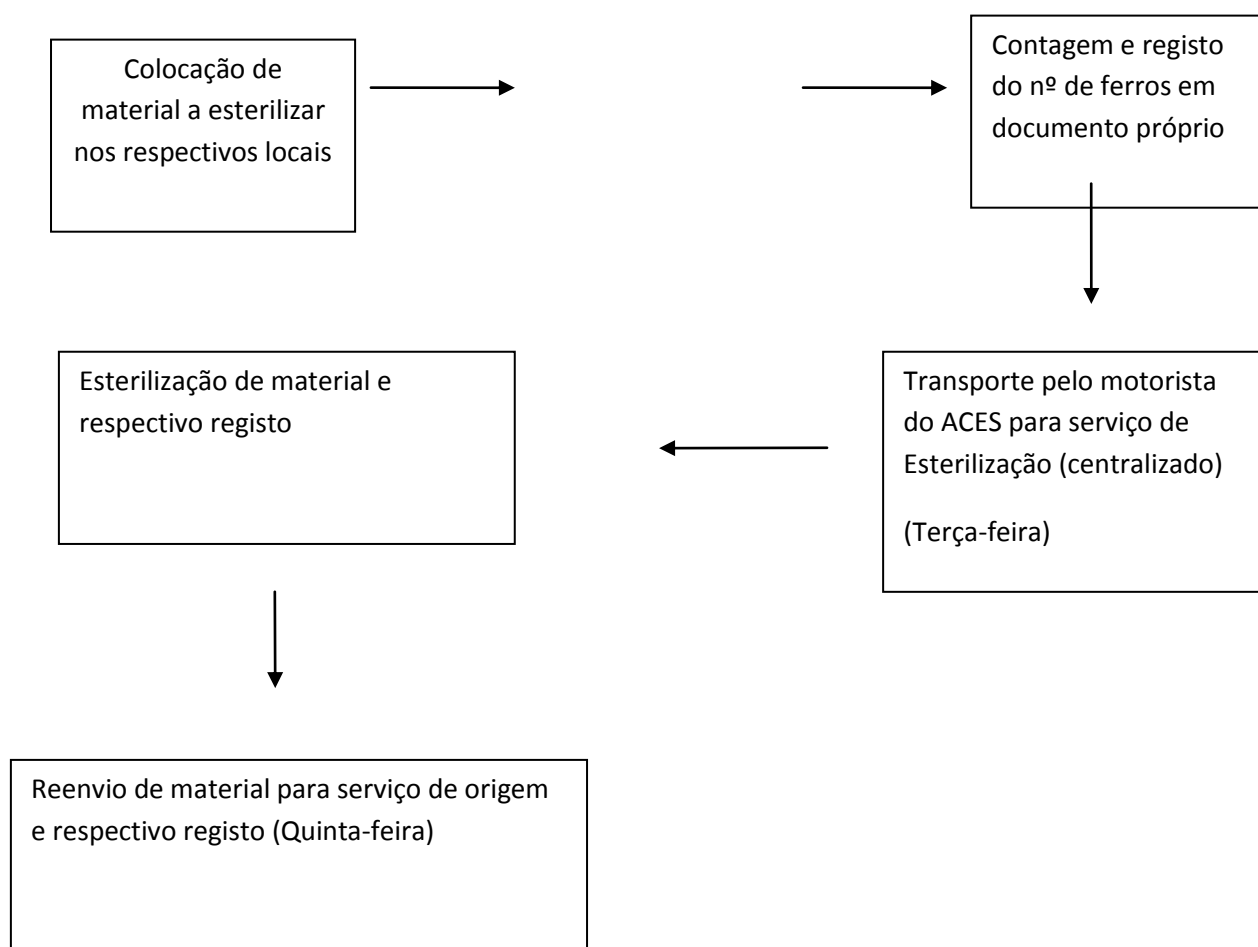 Colocação de
material a esterilizar
nos respectivos locais
Contagem e registo
do nº de ferros em
documento próprio
Transporte pelo motorista
do ACES para serviço de
Esterilização (centralizado)
(Terça-feira)
Esterilização de material e
respectivo registo
Reenvio de material para serviço de origem
e respectivo registo (Quinta-feira)